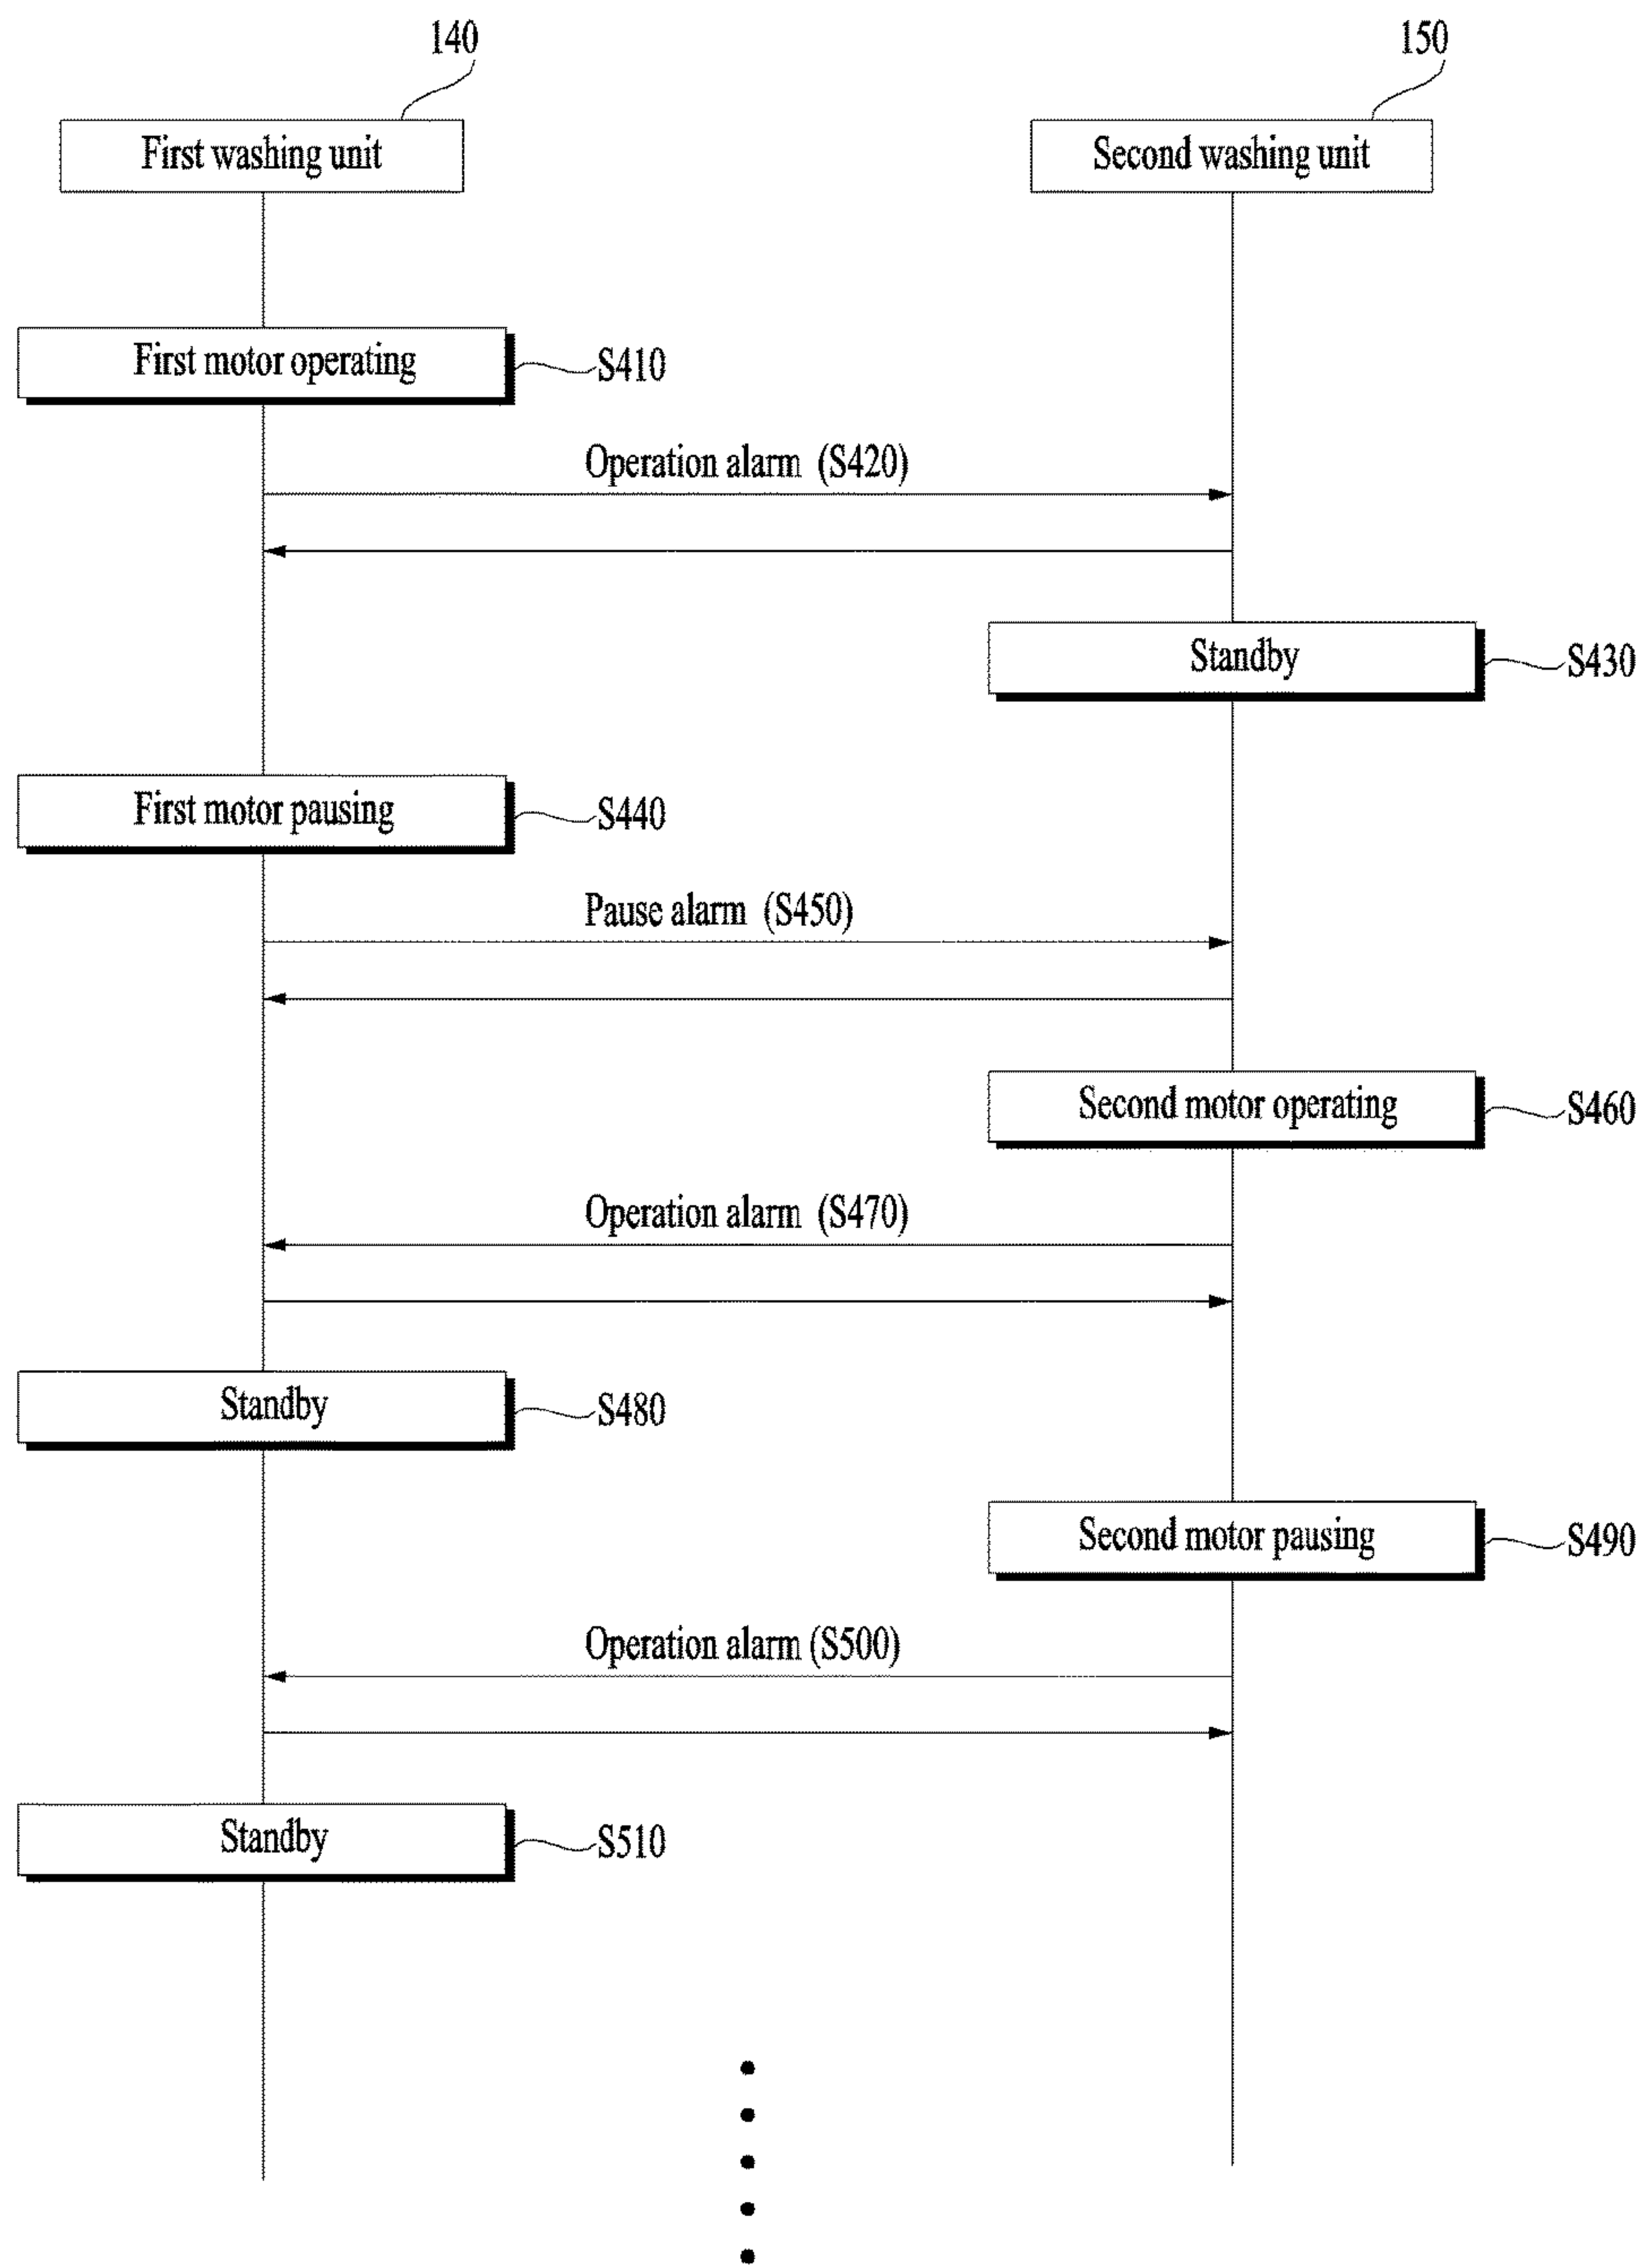 140
150
First washing unit
Second washing unit
First motor operating
S410
Operation alarm (S420)
Standby
S430
First motor pausing
S440
Pause alarm (S450)
Second motor operating
S460
Operation alarm (S470)
Standby
S480
Second motor pausing
S490
Operation alarm (S500)
Standby
S510